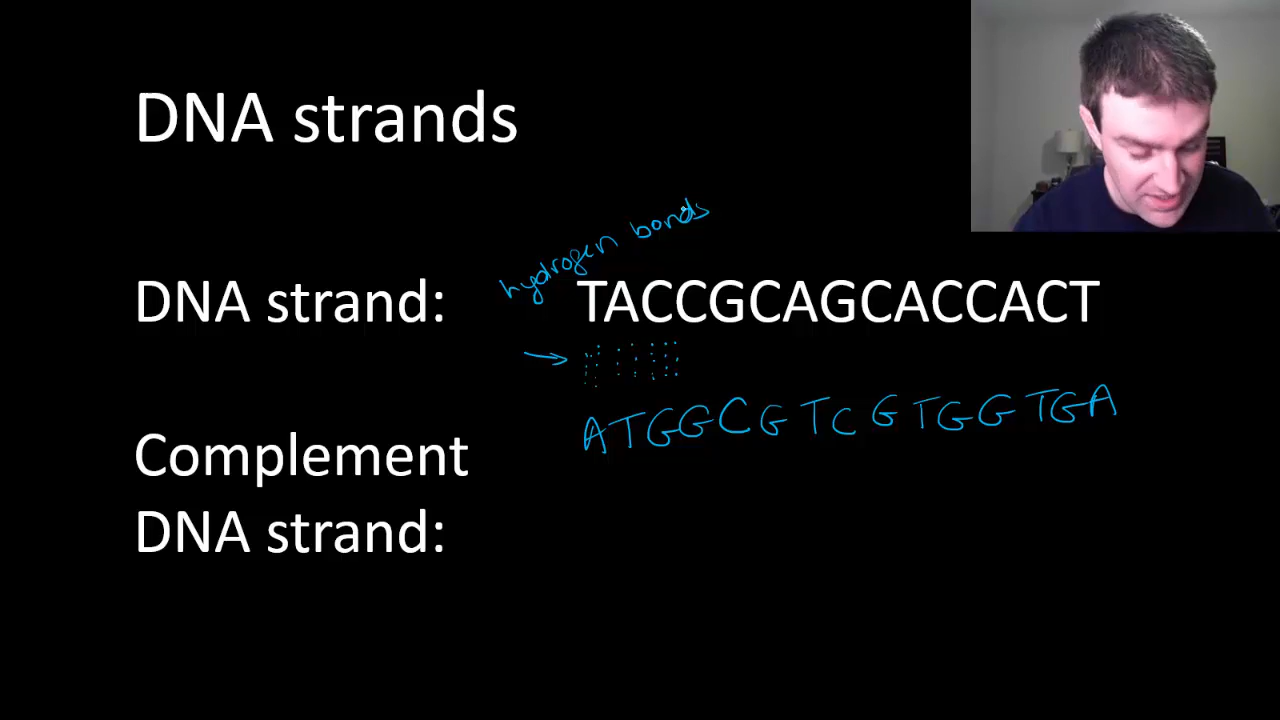 DNA strands
hydrogen bonds
DNA strand: TACCGCAGCACCACT
ATGGCGTCGTGGTGA
Complement
DNA strand: